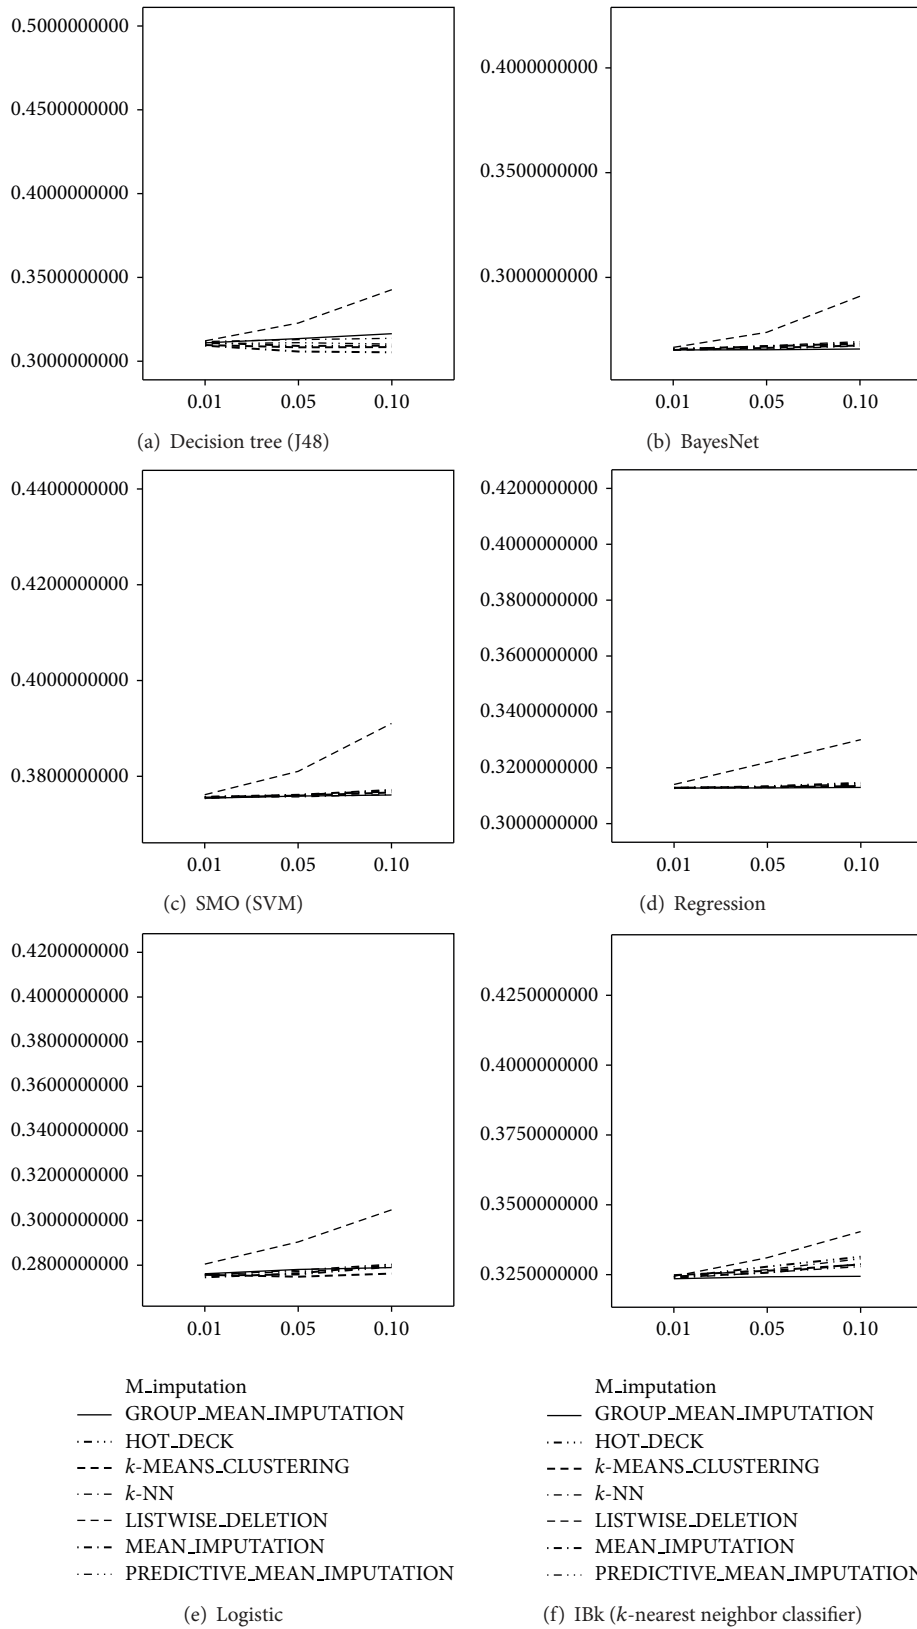 0.5000000000
0.4500000000
0.4000000000
0.3500000000
0.3000000000
0.01 0.05 0.10
(a) Decision tree (J48)
0.4000000000
0.3500000000
0.3000000000
0.01 0.05 0.10
(b) BayesNet
0.4400000000
0.4200000000
0.4000000000
0.3800000000
0.01 0.05 0.10
(c) SMO (SVM)
0.4200000000
0.4000000000
0.3800000000
0.3600000000
0.3400000000
0.3200000000
0.3000000000
0.01 0.05 0.10
(d) Regression
0.4200000000
0.4000000000
0.3800000000
0.3600000000
0.3400000000
0.3200000000
0.3000000000
0.2800000000
0.01 0.05 0.10
M_imputation
GROUP_MEAN_IMPUTATION
HOT_DECK
k-MEANS_CLUSTERING
k-NN
LISTWISE_DELETION
MEAN_IMPUTATION
PREDICTIVE_MEAN_IMPUTATION
(e) Logistic
0.4250000000
0.4000000000
0.3750000000
0.3500000000
0.3250000000
0.01 0.05 0.10
M_imputation
GROUP_MEAN_IMPUTATION
HOT_DECK
k-MEANS_CLUSTERING
k-NN
LISTWISE_DELETION
MEAN_IMPUTATION
PREDICTIVE_MEAN_IMPUTATION
(f) IBk (k-nearest neighbor classifier)